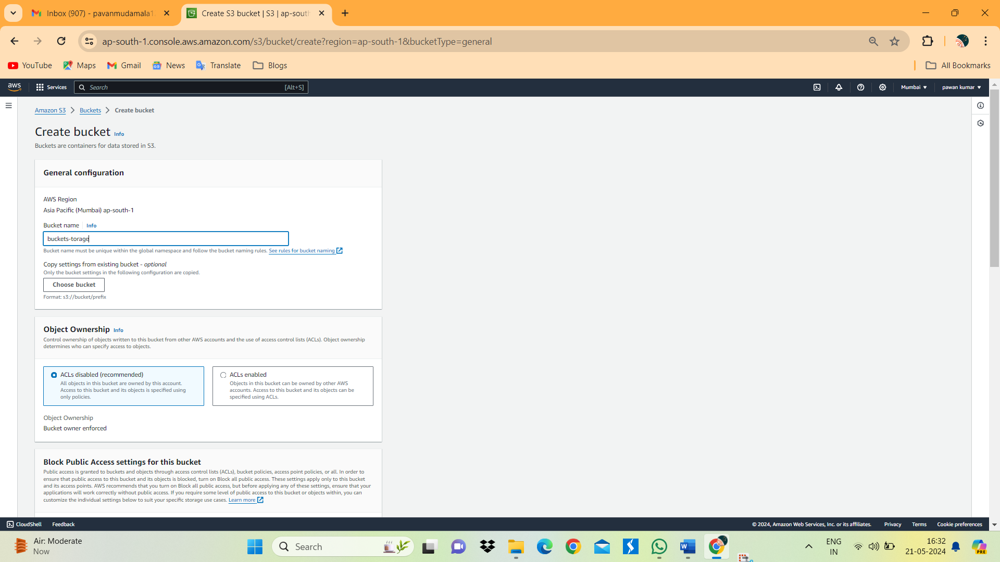 Inbox (907) - pavanmudamala1
Create S3 bucket | S3 | ap-south
ap-south-1.console.aws.amazon.com/s3/bucket/create?region=ap-south-1&bucketType=general
YouTube
Maps
Gmail
News
Translate
Blogs
All Bookmarks
aws
Services
Search
[Alt+S]
Mumbai
pawan kumar
Amazon S3
Buckets
Create bucket
Create bucket Info
Buckets are containers for data stored in S3.
General configuration
AWS Region
Asia Pacific (Mumbai) ap-south-1
Bucket name Info
buckets-torage
Bucket name must be unique within the global namespace and follow the bucket naming rules. See rules for bucket naming
Copy settings from existing bucket - optional
Only the bucket settings in the following configuration are copied.
Choose bucket
Format: s3://bucket/prefix
Object Ownership Info
Control ownership of objects written to this bucket from other AWS accounts and the use of access control lists (ACLs). Object ownership
determines who can specify access to objects.
ACLs disabled (recommended)
All objects in this bucket are owned by this account.
Access to this bucket and its objects is specified using
only policies.
ACLs enabled
Objects in this bucket can be owned by other AWS
accounts. Access to this bucket and its objects can be
specified using ACLs.
Object Ownership
Bucket owner enforced
Block Public Access settings for this bucket
Public access is granted to buckets and objects through access control lists (ACLs), bucket policies, access point policies, or all. In order to
ensure that public access to this bucket and its objects is blocked, turn on Block all public access. These settings apply only to this bucket
and its access points. AWS recommends that you turn on Block all public access, but before applying any of these settings, ensure that your
applications will work correctly without public access. If you require some level of public access to this bucket or objects within, you can
customize the individual settings below to suit your specific storage use cases. Learn more
CloudShell
Feedback
© 2024, Amazon Web Services, Inc. or its affiliates.
Privacy
Terms
Cookie preferences
Air: Moderate
Now
Search
ENG
IN
16:32
21-05-2024
PRE